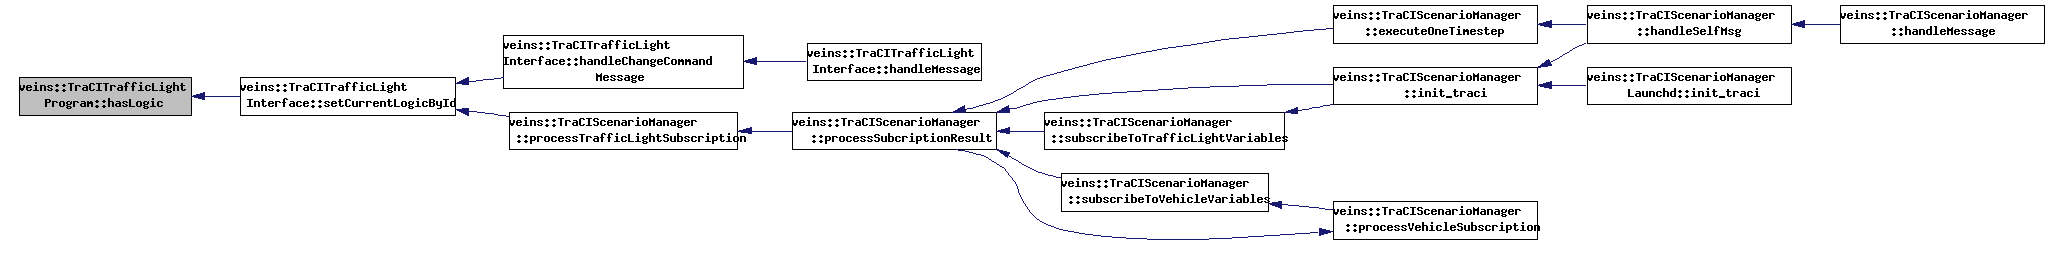 veins::TraCITrafficLight
Program::hasLogic
veins::TraCITrafficLight
Interface::setCurrentLogicById
veins::TraCITrafficLight
Interface::handleChangeCommand
Message
veins::TraCIScenarioManager
::processTrafficLightSubscription
veins::TraCITrafficLight
Interface::handleMessage
veins::TraCIScenarioManager
::processSubcriptionResult
veins::TraCIScenarioManager
::subscribeToTrafficLightVariables
veins::TraCIScenarioManager
::subscribeToVehicleVariables
veins::TraCIScenarioManager
::executeOneTimestep
veins::TraCIScenarioManager
::init_traci
veins::TraCIScenarioManager
::processVehicleSubscription
veins::TraCIScenarioManager
::handleSelfMsg
veins::TraCIScenarioManager
Launchd::init_traci
veins::TraCIScenarioManager
::handleMessage